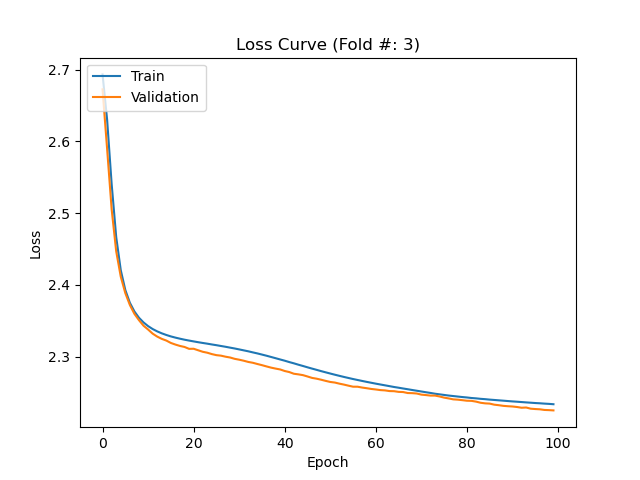 Loss Curve (Fold #: 3)
Train
Validation
2.7
2.6
2.5
2.4
2.3
Loss
0 20 40 60 80 100
Epoch